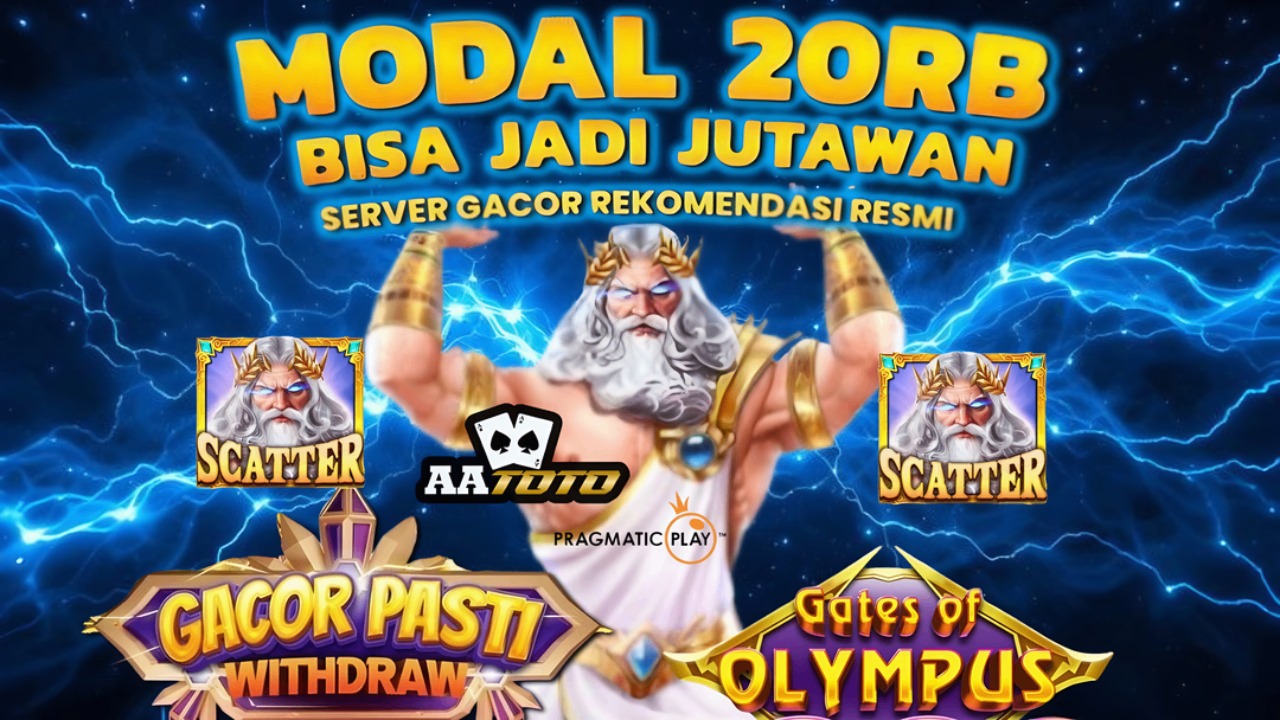 MODAL 20RB
BISA JADI JUTAWAN
SERVER GACOR REKOMENDASI RESMI
SCATTER
SCATTER
AATOTO
PRAGMATIC PLAY™
GACOR PASTI
WITHDRAW
Gates of
OLYMPUS